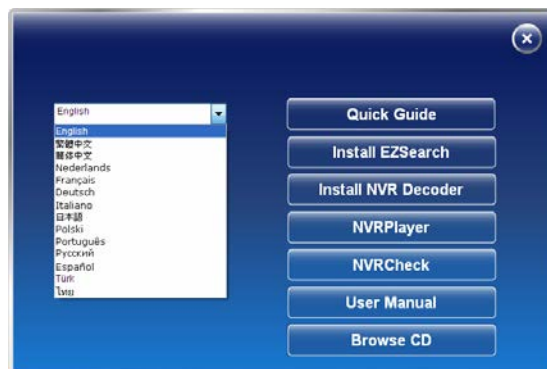 English
English
繁體中文
简体中文
Nederlands
Français
Deutsch
Italiano
日本語
Polski
Português
Русский
Español
Türk
ไทย
Quick Guide
Install EZSearch
Install NVR Decoder
NVRPlayer
NVRCheck
User Manual
Browse CD